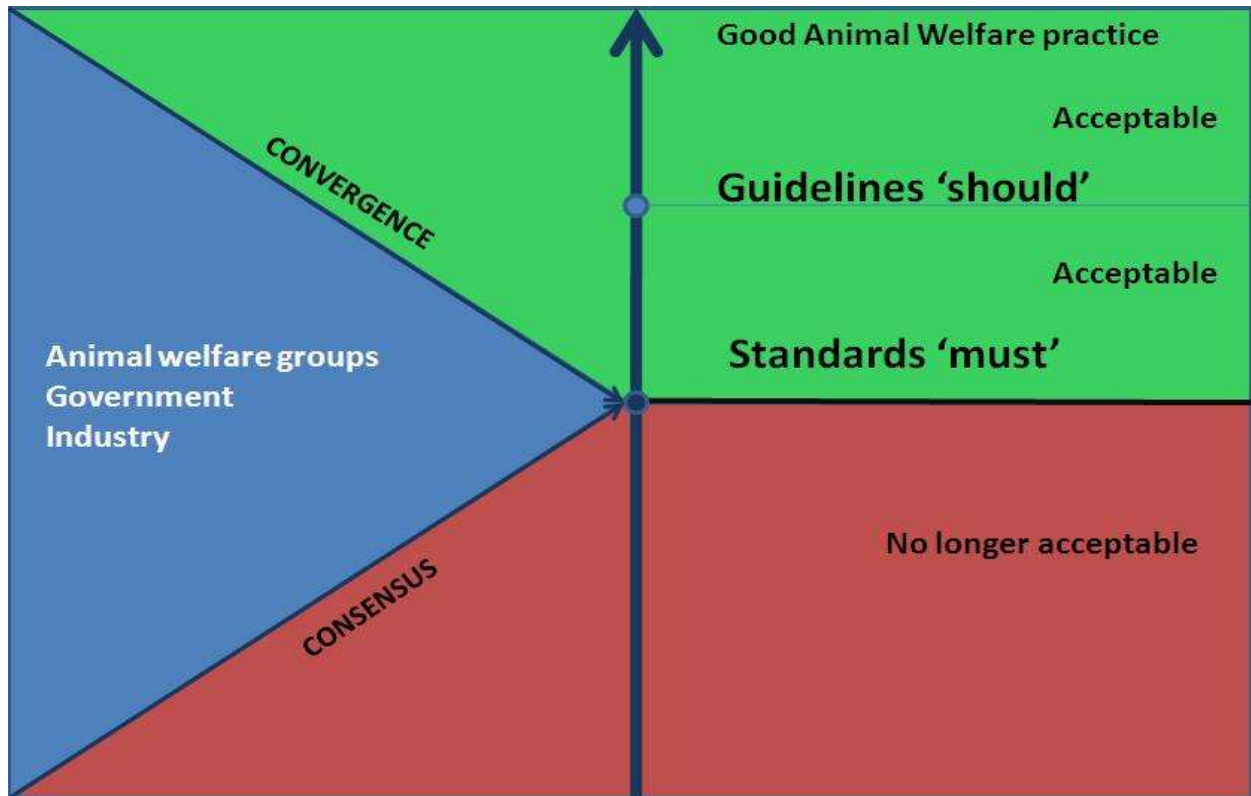 Good Animal Welfare practice
Acceptable
CONVERGENCE
Guidelines ‘should’
Acceptable
Animal welfare groups
Government
Industry
Standards ‘must’
No longer acceptable
CONSENSUS